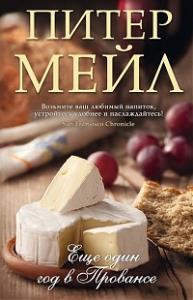 ПИТЕР
МЕЙЛ
Возьмите ваш любимый напиток,
устройтесь удобнее и наслаждайтесь!
San Francisco Chronicle
Еще один
год в Провансе